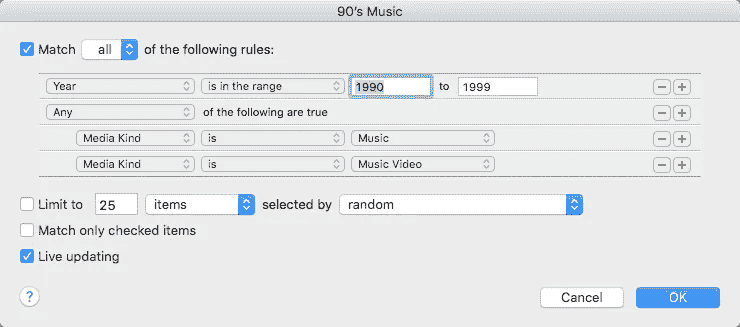 90's Music
Match all of the following rules:
Year is in the range 1990 to 1999
Any of the following are true
Media Kind is Music
Media Kind is Music Video
Limit to 25 items selected by random
Match only checked items
Live updating
? Cancel OK